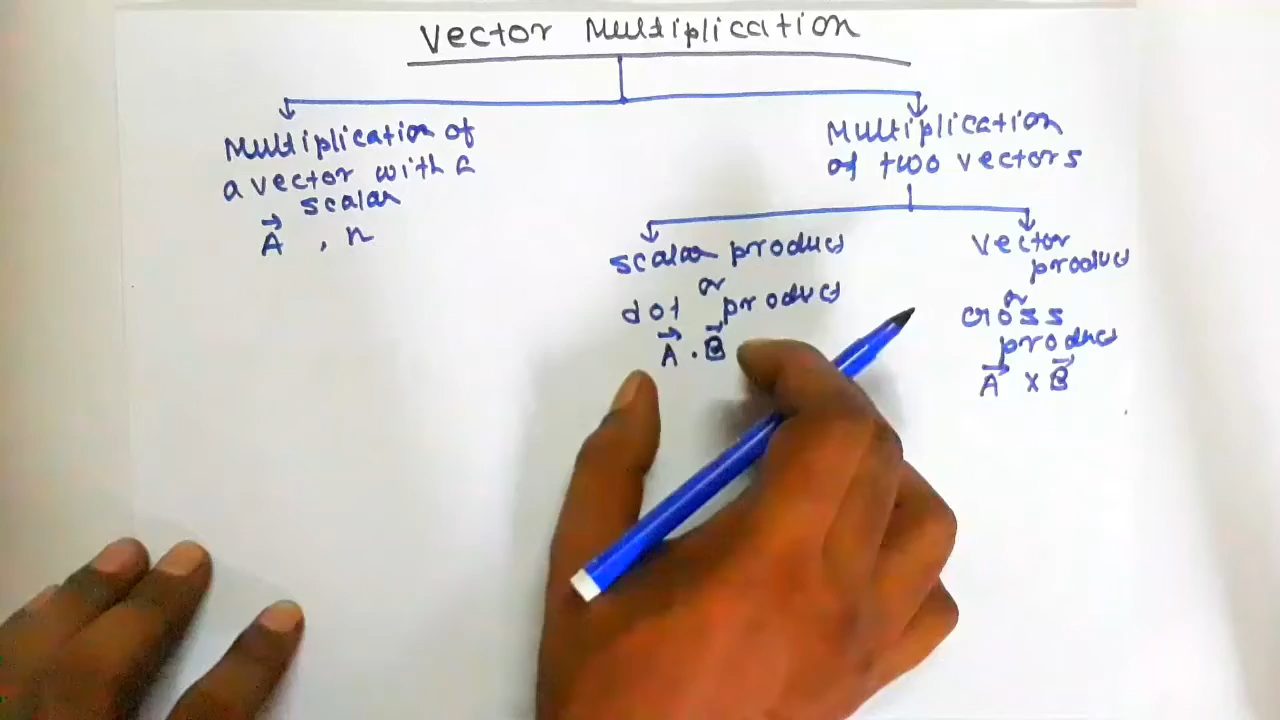 Vector Multiplication
Multiplication of
a vector with a
scalar
A⃗ , n
Multiplication
of two vectors
scalar product
or
dot product
A⃗ . B⃗
Vector
product
or
cross
product
A⃗ x B⃗